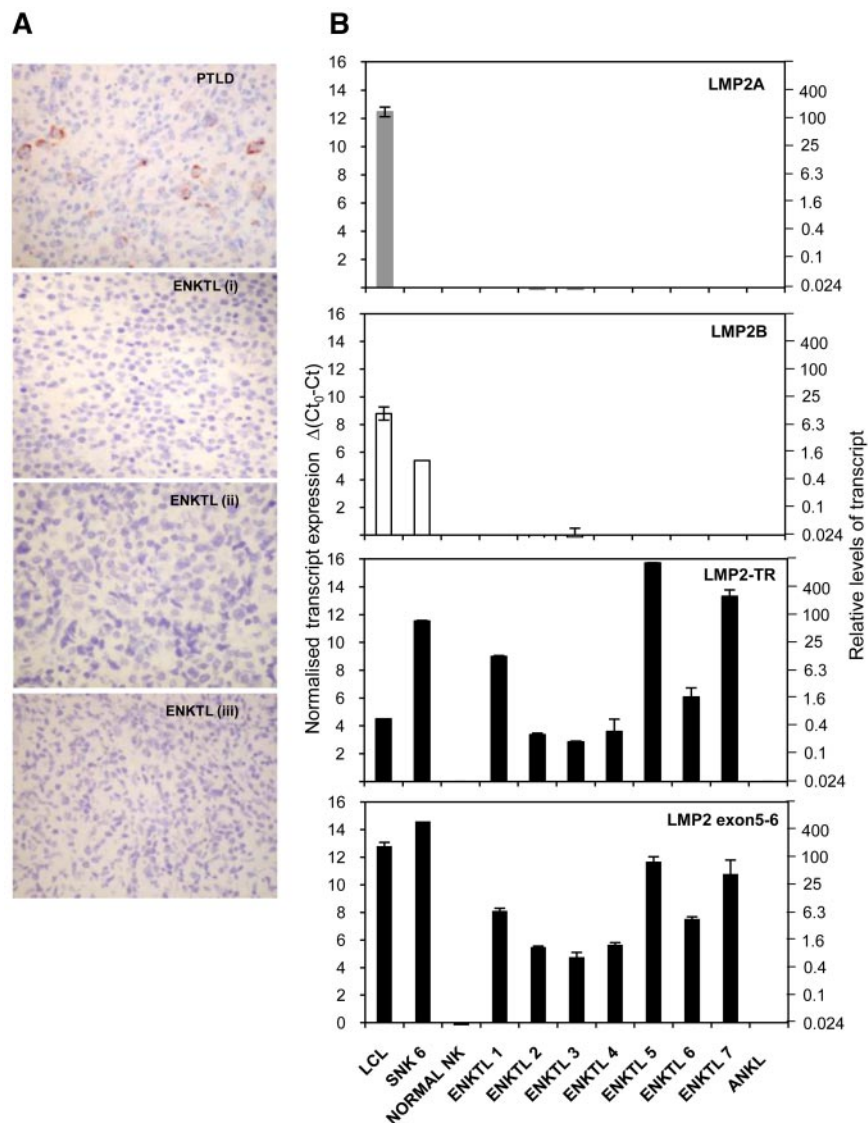 A
B
PTLD
ENKTL (i)
ENKTL (ii)
ENKTL (iii)
Normalised transcript expression Δ(Ct₀-Ct)
Relative levels of transcript
LMP2A
16
14
12
10
8
6
4
2
400
100
25
6.3
1.6
0.4
0.1
0.024
LMP2B
16
14
12
10
8
6
4
2
400
100
25
6.3
1.6
0.4
0.1
0.024
LMP2-TR
16
14
12
10
8
6
4
2
400
100
25
6.3
1.6
0.4
0.1
0.024
LMP2 exon5-6
16
14
12
10
8
6
4
2
0
400
100
25
6.3
1.6
0.4
0.1
0.024
LCL
SNK 6
NORMAL NK
ENKTL 1
ENKTL 2
ENKTL 3
ENKTL 4
ENKTL 5
ENKTL 6
ENKTL 7
ANKL